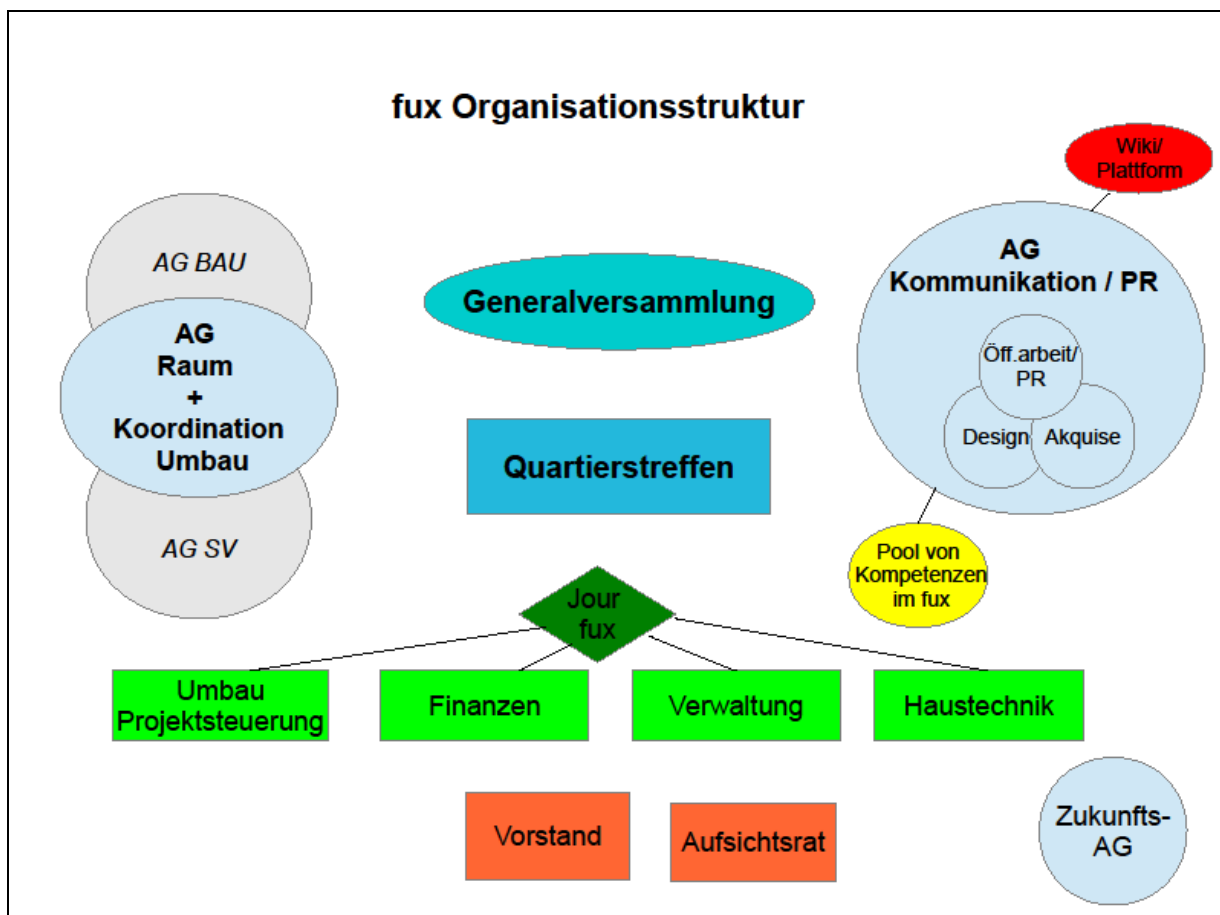 fux Organisationsstruktur
Wiki/
Plattform
AG BAU
AG
Raum
+
Koordination
Umbau
AG SV
Generalversammlung
Quartierstreffen
AG
Kommunikation / PR
Öff.arbeit/
PR
Design
Akquise
Pool von
Kompetenzen
im fux
Jour
fux
Umbau
Projektsteuerung
Finanzen
Verwaltung
Haustechnik
Vorstand
Aufsichtsrat
Zukunfts-
AG